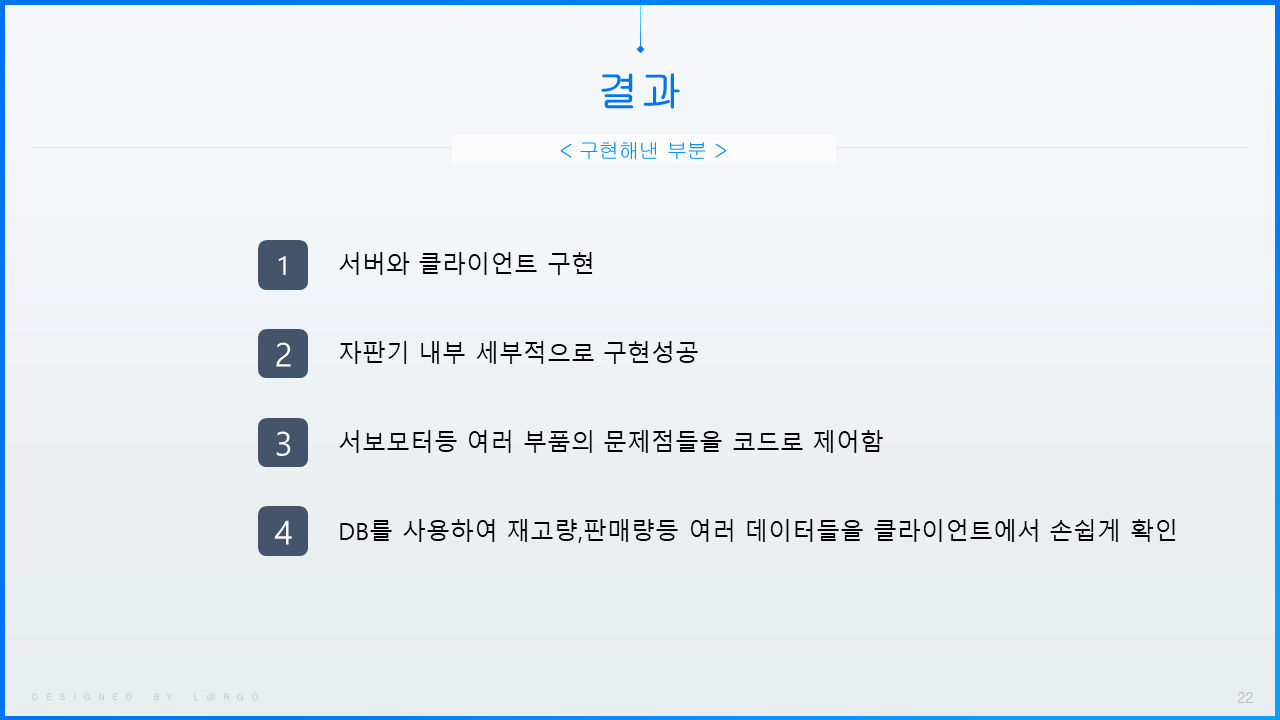 결과
< 구현해낸 부분 >
1 서버와 클라이언트 구현
2 자판기 내부 세부적으로 구현성공
3 서보모터등 여러 부품의 문제점들을 코드로 제어함
4 DB를 사용하여 재고량,판매량등 여러 데이터들을 클라이언트에서 손쉽게 확인
DESIGNED BY L@RGO
22